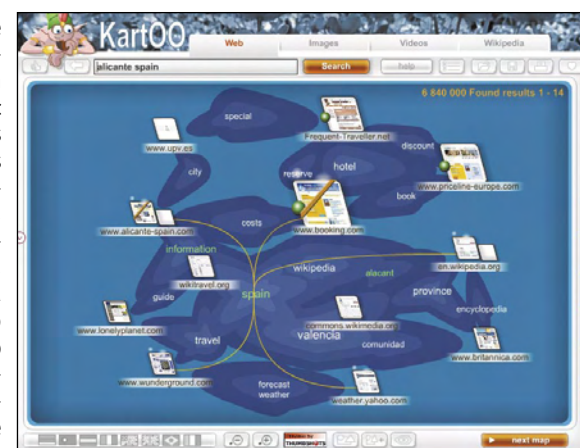 KartOO
Web
Images
Videos
Wikipedia
alicante spain
Search
help
6 840 000 Found results 1 - 14
special
Frequent-Traveller.net
www.upv.es
discount
hotel
city
reserve
www.priceline-europe.com
book
costs
www.alicante-spain.com
www.booking.com
information
en.wikipedia.org
wikitravel.org
wikipedia
alacant
guide
spain
province
encyclopedia
www.lonelyplanet.com
commons.wikimedia.org
travel
valencia
comunidad
www.britannica.com
www.wunderground.com
forecast
weather
weather.yahoo.com
THUMBSHOTS
next map